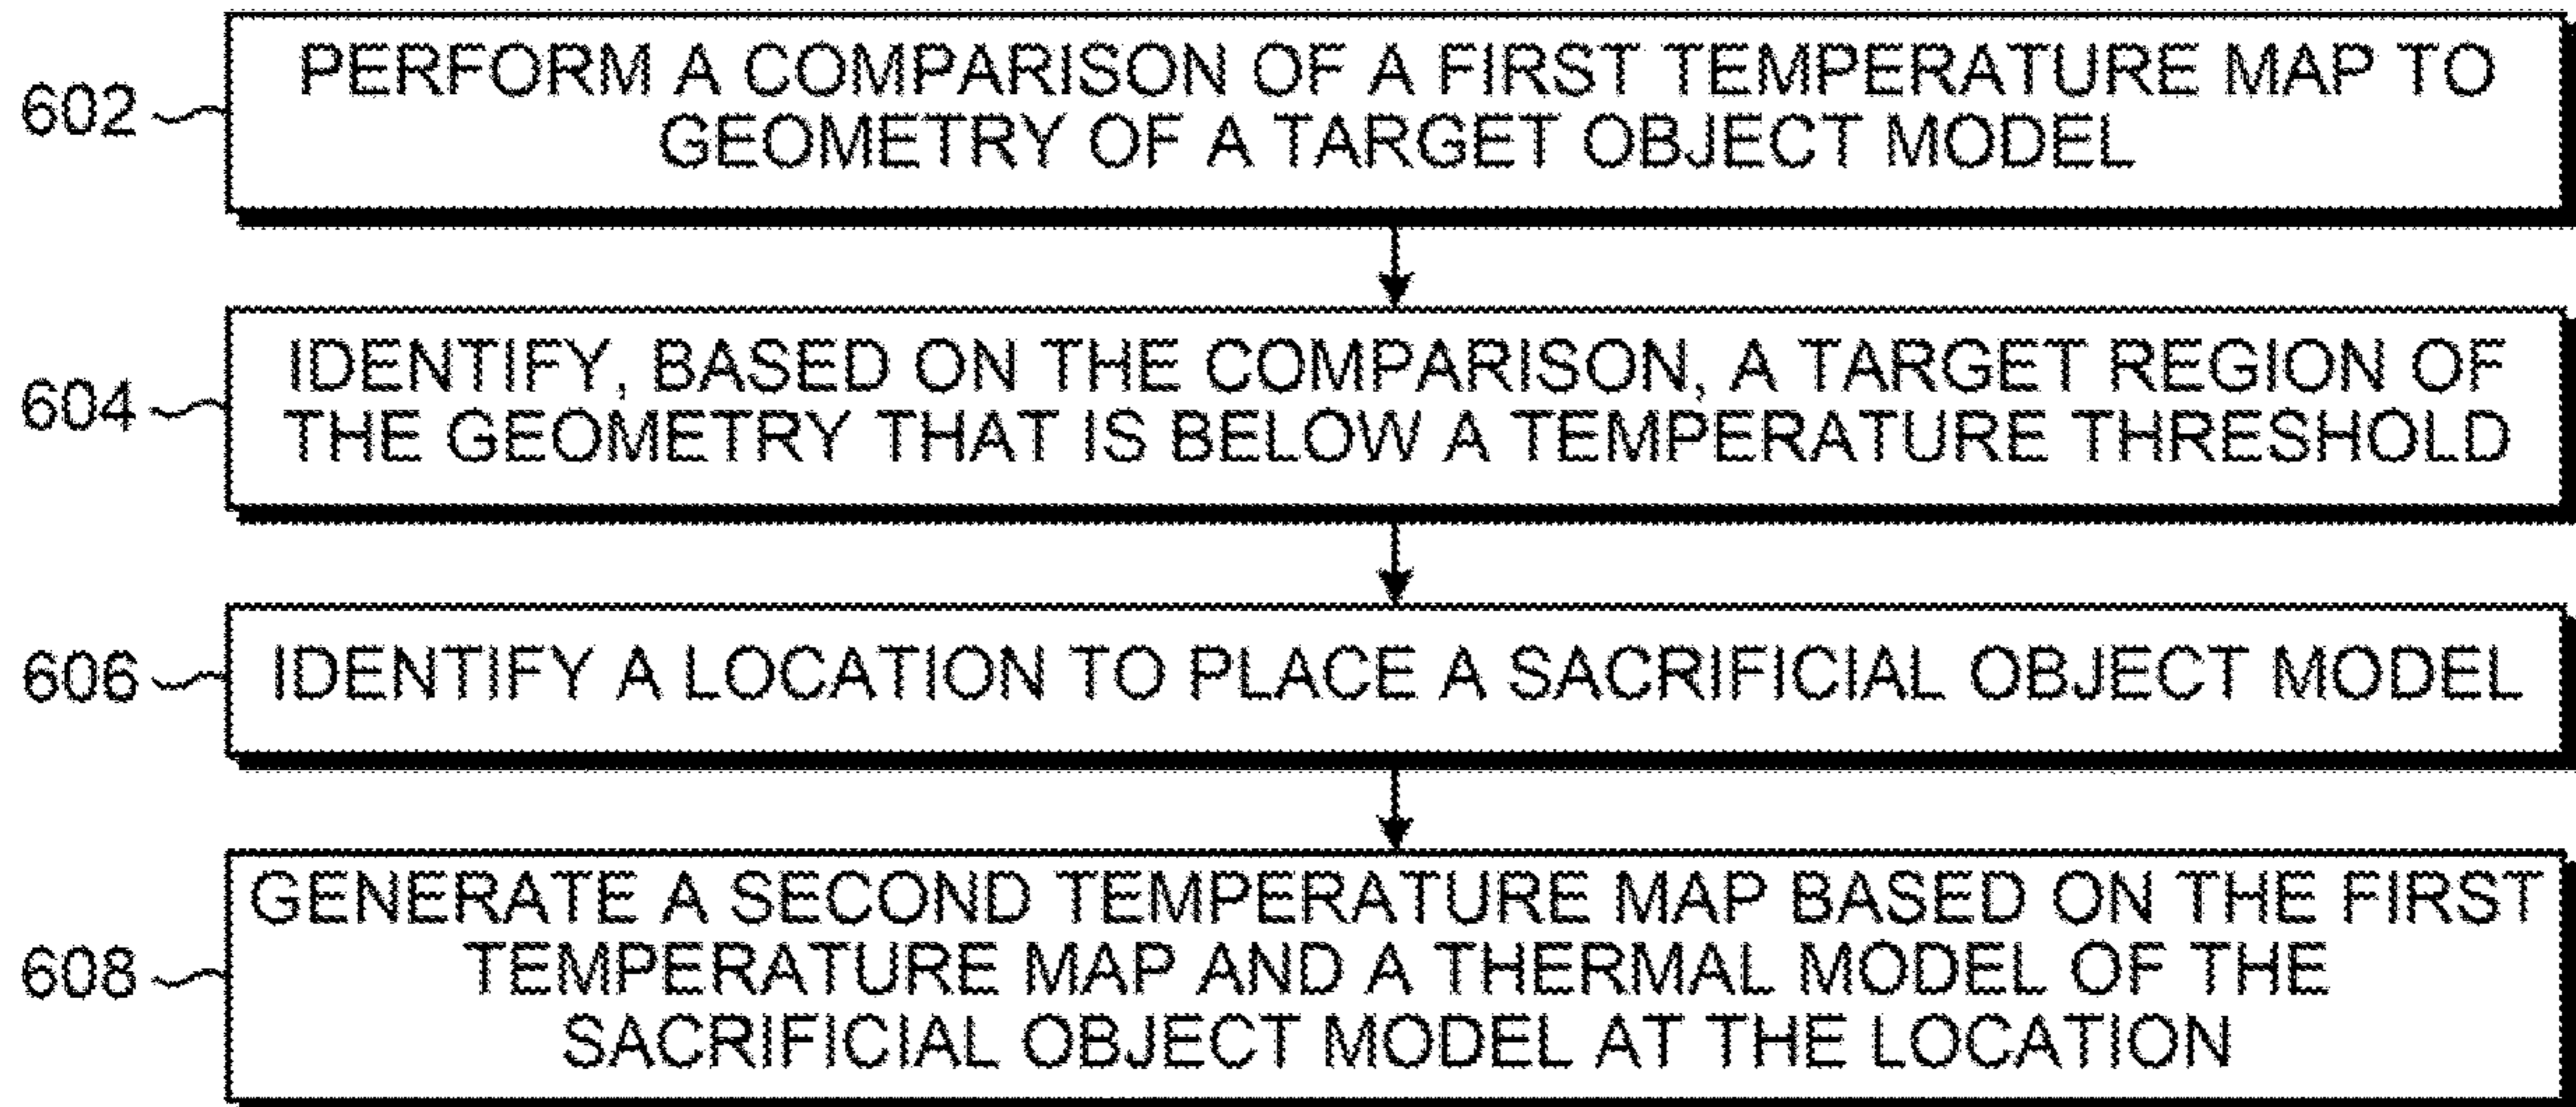 602
PERFORM A COMPARISON OF A FIRST TEMPERATURE MAP TO
GEOMETRY OF A TARGET OBJECT MODEL
604
IDENTIFY, BASED ON THE COMPARISON, A TARGET REGION OF
THE GEOMETRY THAT IS BELOW A TEMPERATURE THRESHOLD
606
IDENTIFY A LOCATION TO PLACE A SACRIFICIAL OBJECT MODEL
608
GENERATE A SECOND TEMPERATURE MAP BASED ON THE FIRST
TEMPERATURE MAP AND A THERMAL MODEL OF THE
SACRIFICIAL OBJECT MODEL AT THE LOCATION